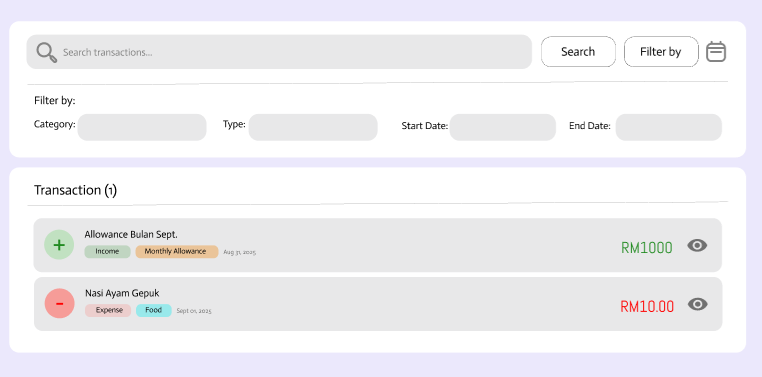 Search transactions...
Search
Filter by
Filter by:
Category:
Type:
Start Date:
End Date:
Transaction (1)
+
Allowance Bulan Sept.
Income
Monthly Allowance
Aug 31, 2025
RM1000
-
Nasi Ayam Gepuk
Expense
Food
Sept 01, 2025
RM10.00